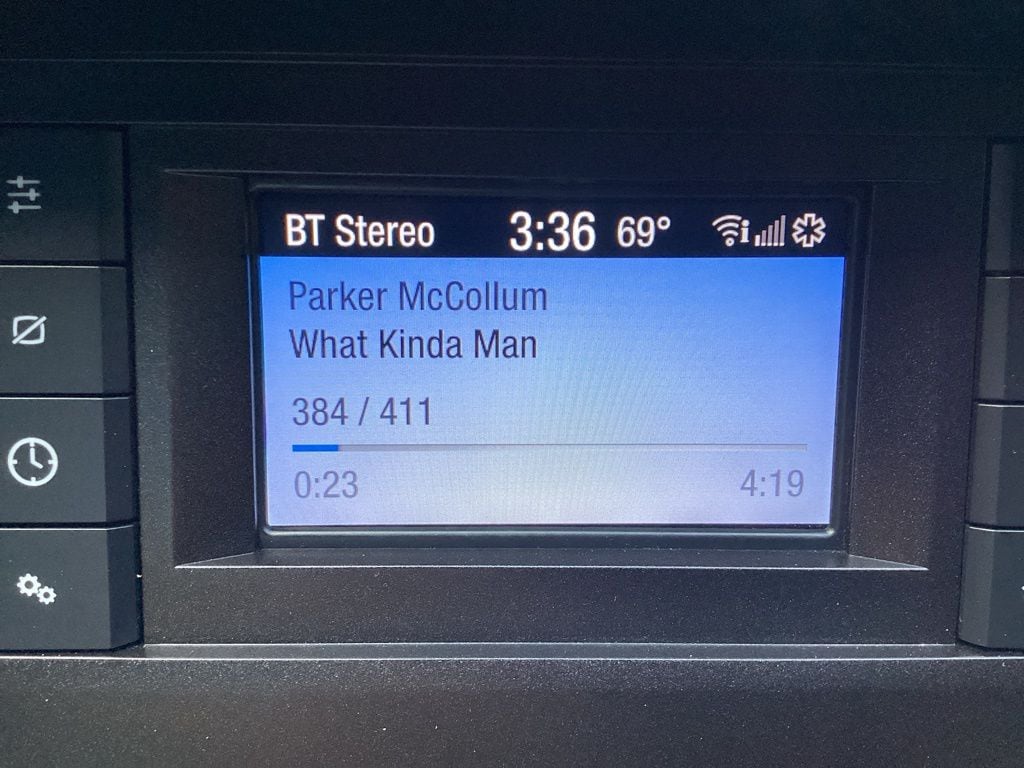 BT Stereo 3:36 69°
Parker McCollum
What Kinda Man
384 / 411
0:23 4:19